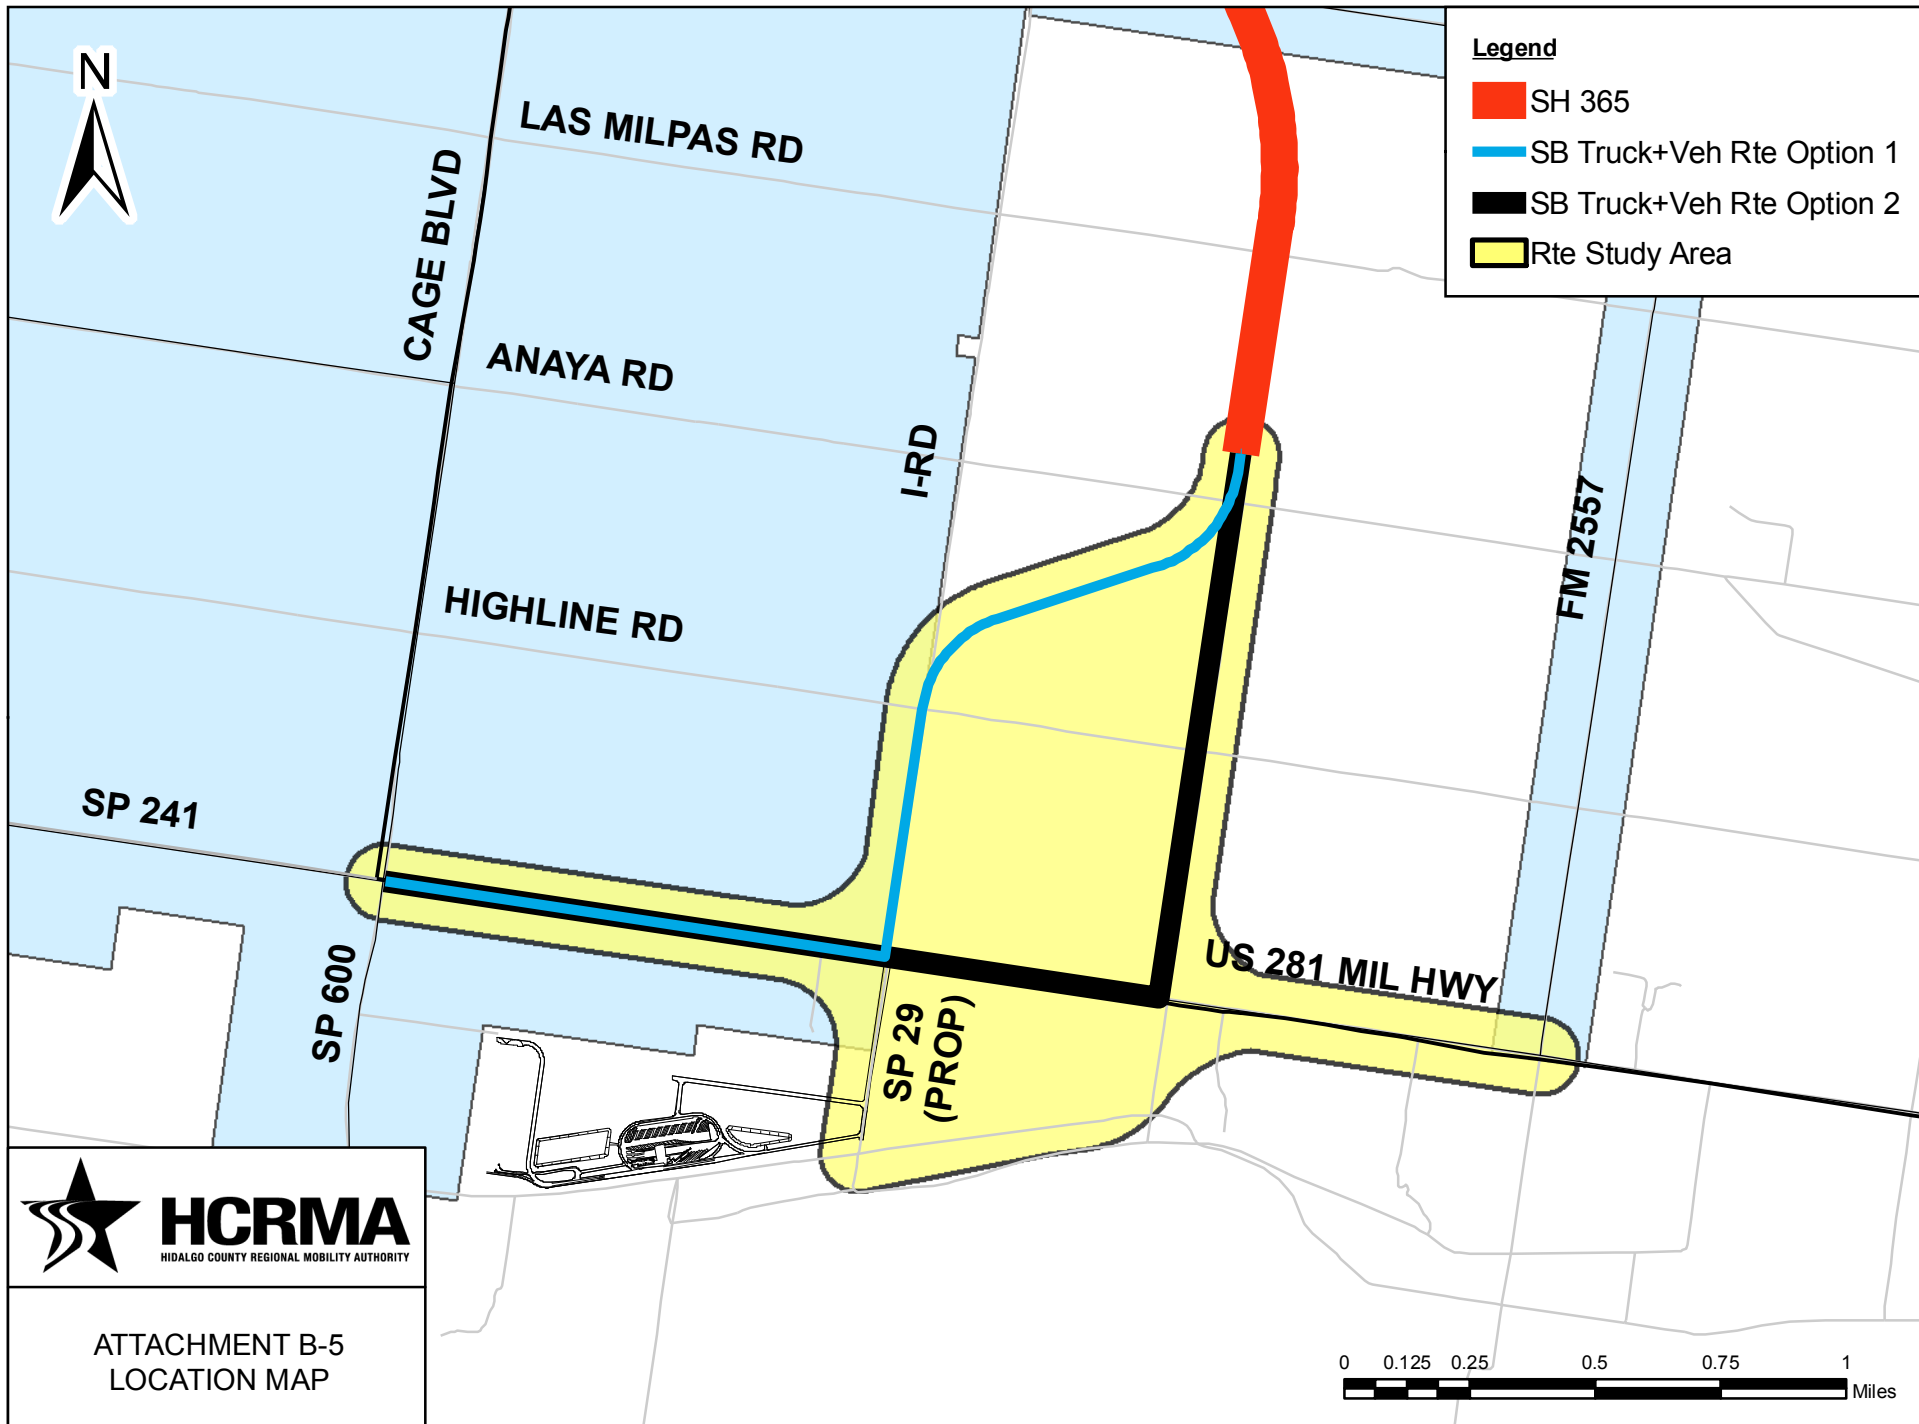 N
LAS MILPAS RD
CAGE BLVD
ANAYA RD
I-RD
HIGHLINE RD
FM 2557
SP 241
SP 600
SP 29
(PROP)
US 281 MIL HWY
Legend
SH 365
SB Truck+Veh Rte Option 1
SB Truck+Veh Rte Option 2
Rte Study Area
HCRMA
HIDALGO COUNTY REGIONAL MOBILITY AUTHORITY
ATTACHMENT B-5
LOCATION MAP
0 0.125 0.25 0.5 0.75 1
Miles